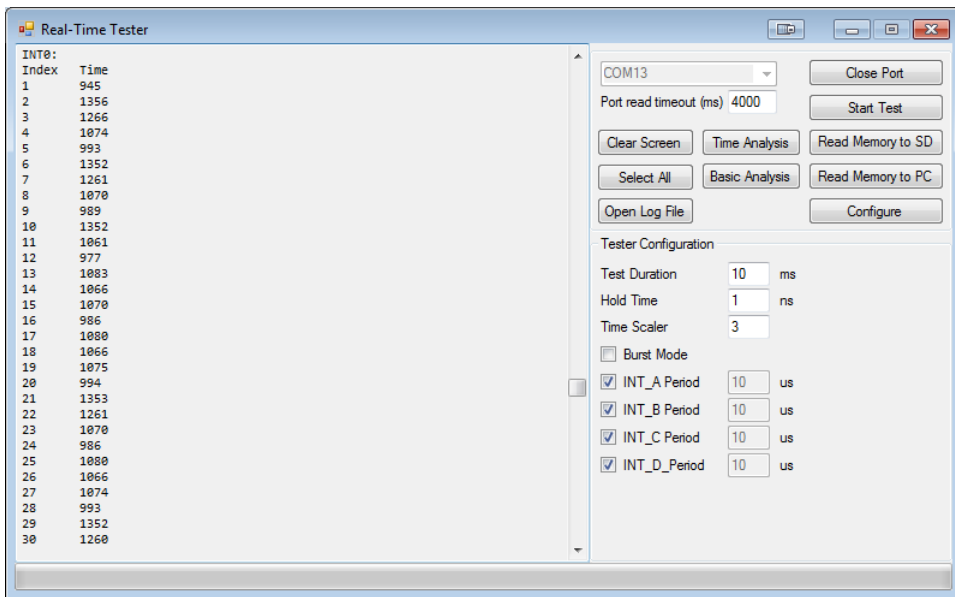 Real-Time Tester
INT0:
Index Time
1 945
2 1356
3 1266
4 1074
5 993
6 1352
7 1261
8 1070
9 989
10 1352
11 1061
12 977
13 1083
14 1066
15 1070
16 986
17 1080
18 1066
19 1075
20 994
21 1353
22 1261
23 1070
24 986
25 1080
26 1066
27 1074
28 993
29 1352
30 1260
COM13 Close Port
Port read timeout (ms) 4000 Start Test
Clear Screen Time Analysis Read Memory to SD
Select All Basic Analysis Read Memory to PC
Open Log File Configure
Tester Configuration
Test Duration 10 ms
Hold Time 1 ns
Time Scaler 3
Burst Mode
INT_A Period 10 us
INT_B Period 10 us
INT_C Period 10 us
INT_D_Period 10 us